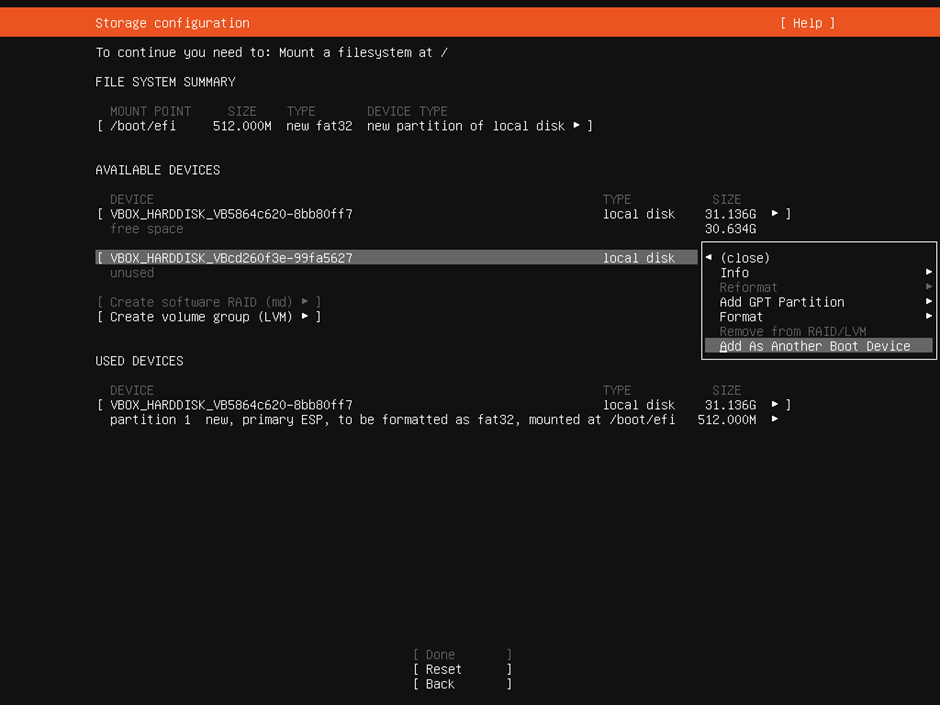 Storage configuration [ Help ]
To continue you need to: Mount a filesystem at /
FILE SYSTEM SUMMARY
MOUNT POINT SIZE TYPE DEVICE TYPE
[ /boot/efi 512.000M new fat32 new partition of local disk ▸ ]
AVAILABLE DEVICES
DEVICE TYPE SIZE
[ VBOX_HARDDISK_VB5864c620-8bb80ff7 local disk 31.136G ▸ ]
free space 30.634G
[ VBOX_HARDDISK_VBcd260f3e-99fa5627 local disk
unused
[ Create software RAID (md) ▸ ]
[ Create volume group (LVM) ▸ ]
◂ (close)
Info ▸
Reformat ▸
Add GPT Partition ▸
Format ▸
Remove from RAID/LVM
Add As Another Boot Device
USED DEVICES
DEVICE TYPE SIZE
[ VBOX_HARDDISK_VB5864c620-8bb80ff7 local disk 31.136G ▸ ]
partition 1 new, primary ESP, to be formatted as fat32, mounted at /boot/efi 512.000M ▸
[ Done ]
[ Reset ]
[ Back ]